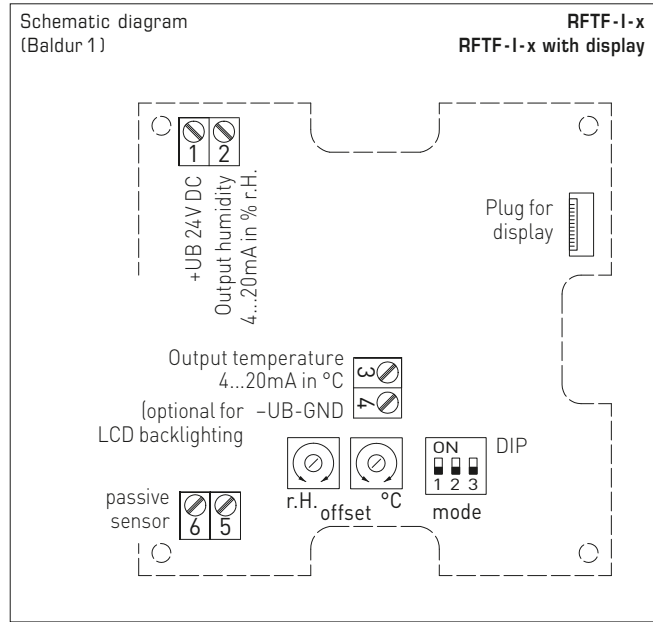 Schematic diagram
(Baldur 1)
RFTF-I-x
RFTF-I-x with display
1 2
+UB 24V DC
Output humidity
4...20mA in % r.H.
Plug for
display
Output temperature
4...20mA in °C
3
(optional for –UB-GND
LCD backlighting
4
ON
1 2 3
DIP
mode
r.H. offset °C
passive
sensor
6 5